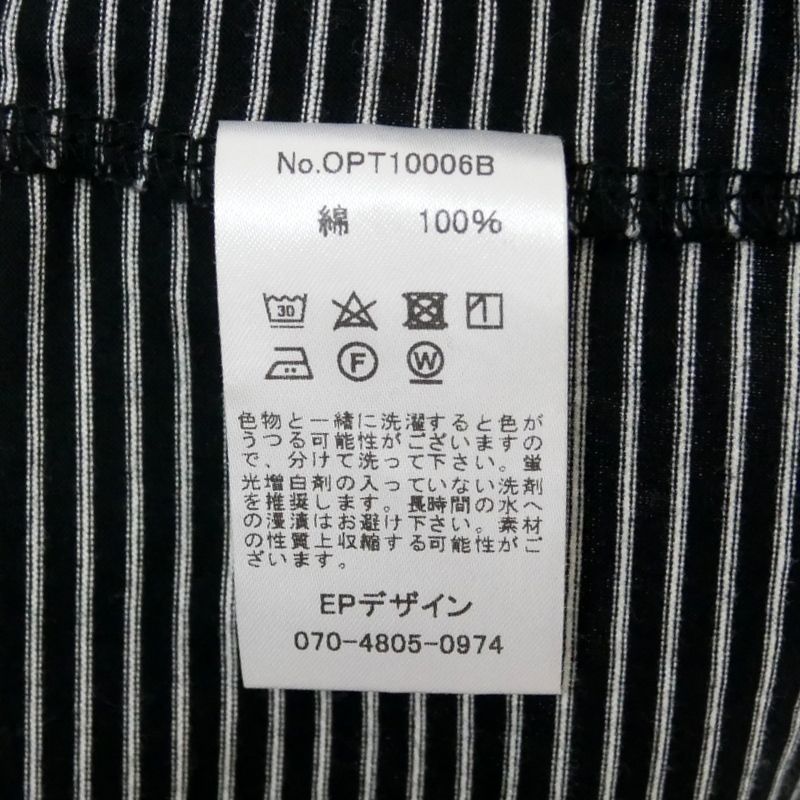 No.OPT10006B
綿 100%
30
F
W
色物と一緒に洗濯すると色が
うつる可能性がございますの
で、分けて洗って下さい。蛍
光増白剤の入っていない洗剤
を推奨します。長時間の水へ
の浸漬はお避け下さい。素材
の性質上収縮する可能性がご
ざいます。
EPデザイン
070-4805-0974